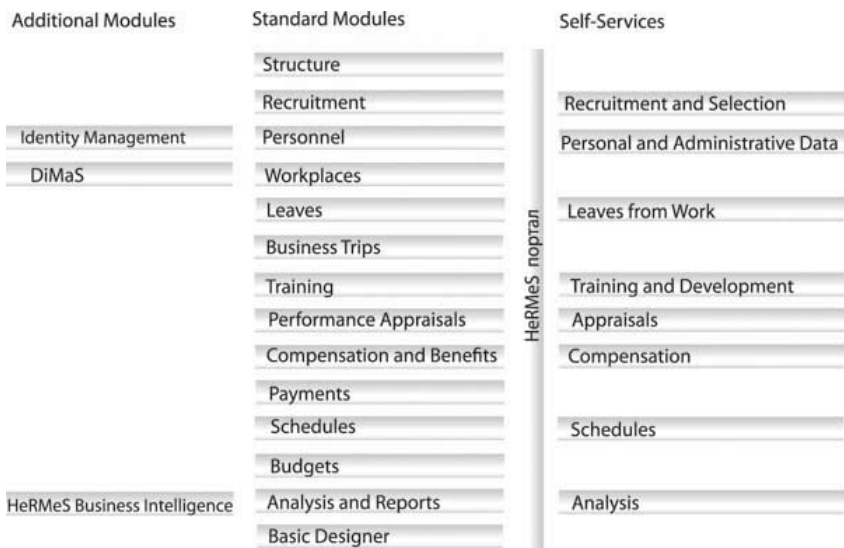 Additional Modules
Standard Modules
Self-Services
Structure
Recruitment
Recruitment and Selection
Identity Management
Personnel
Personal and Administrative Data
DiMaS
Workplaces
Leaves
Leaves from Work
Business Trips
HeRMeS портал
Training
Training and Development
Performance Appraisals
Appraisals
Compensation and Benefits
Compensation
Payments
Schedules
Schedules
Budgets
HeRMeS Business Intelligence
Analysis and Reports
Analysis
Basic Designer